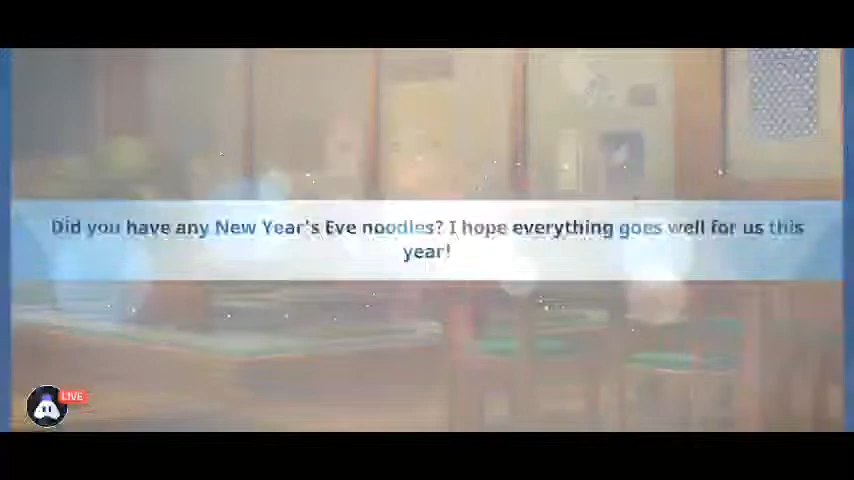 Did you have any New Year's Eve noodles? I hope everything goes well for us this
year!
LIVE